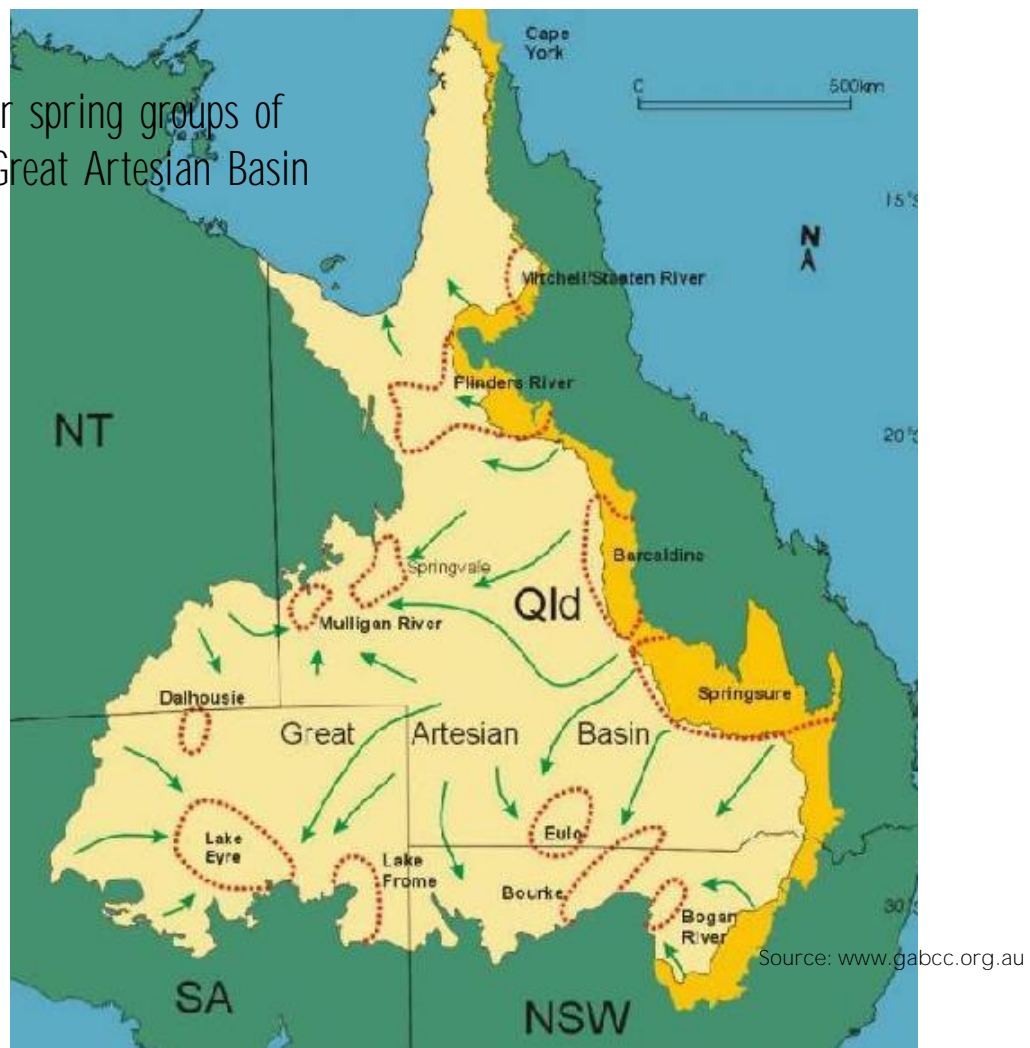 Cape
York
0 500km
r spring groups of
Great Artesian Basin
15°S
N
Mitchell/Staaten River
Flinders River
NT
20°S
Springvale
Barcaldine
Qld
Mulligan River
Dalhousie
Springsure
Great Artesian Basin
Lake
Eyre
Eulo
Lake
Frome
Bourke
Bogan
River
30°S
Source: www.gabcc.org.au
SA
NSW